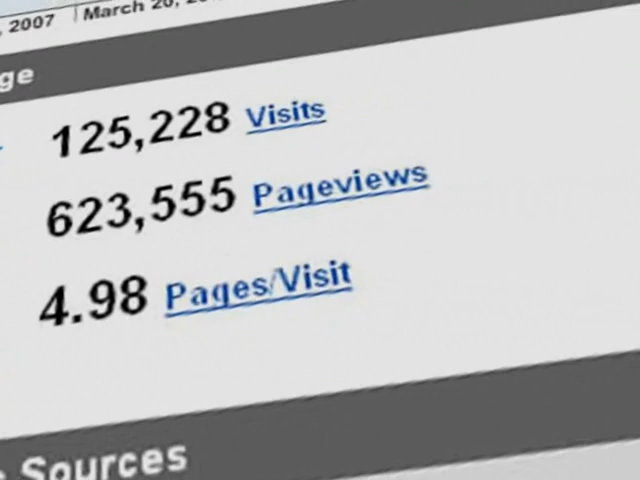 , 2007 | March 20,
ge
125,228 Visits
623,555 Pageviews
4.98 Pages/Visit
Sources